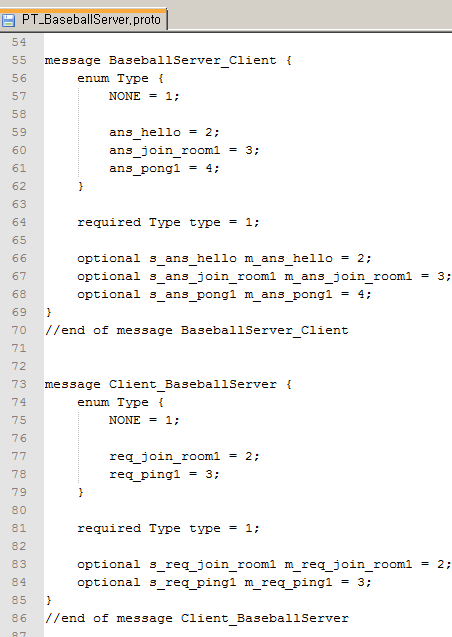 PT_BaseballServer.proto
54
55 message BaseballServer_Client {
56 enum Type {
57 NONE = 1;
58
59 ans_hello = 2;
60 ans_join_room1 = 3;
61 ans_pong1 = 4;
62 }
63
64 required Type type = 1;
65
66 optional s_ans_hello m_ans_hello = 2;
67 optional s_ans_join_room1 m_ans_join_room1 = 3;
68 optional s_ans_pong1 m_ans_pong1 = 4;
69 }
70 //end of message BaseballServer_Client
71
72
73 message Client_BaseballServer {
74 enum Type {
75 NONE = 1;
76
77 req_join_room1 = 2;
78 req_ping1 = 3;
79 }
80
81 required Type type = 1;
82
83 optional s_req_join_room1 m_req_join_room1 = 2;
84 optional s_req_ping1 m_req_ping1 = 3;
85 }
86 //end of message Client_BaseballServer
87